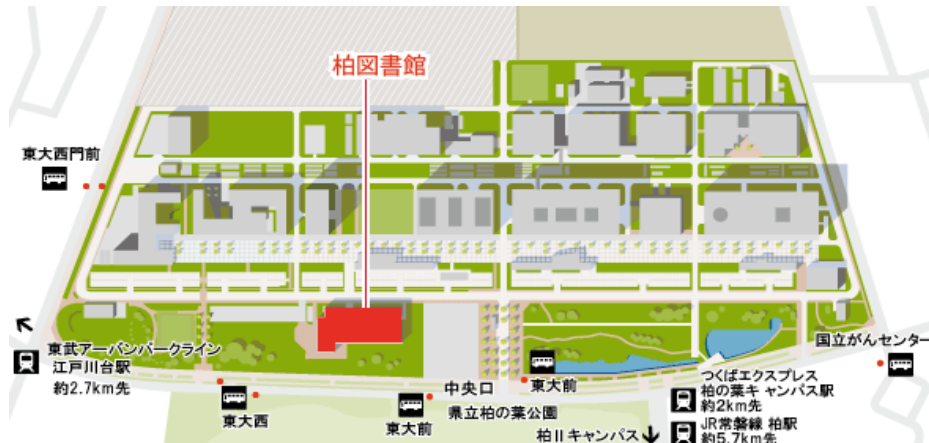 柏図書館
東大西門前
東武アーバンパークライン
江戸川台駅
約2.7km先
東大西
東大前
中央口
県立柏の葉公園
東大前
国立がんセンター
つくばエクスプレス
柏の葉キャンパス駅
約2km先
JR常磐線 柏駅
約5.7km先
柏IIキャンパス